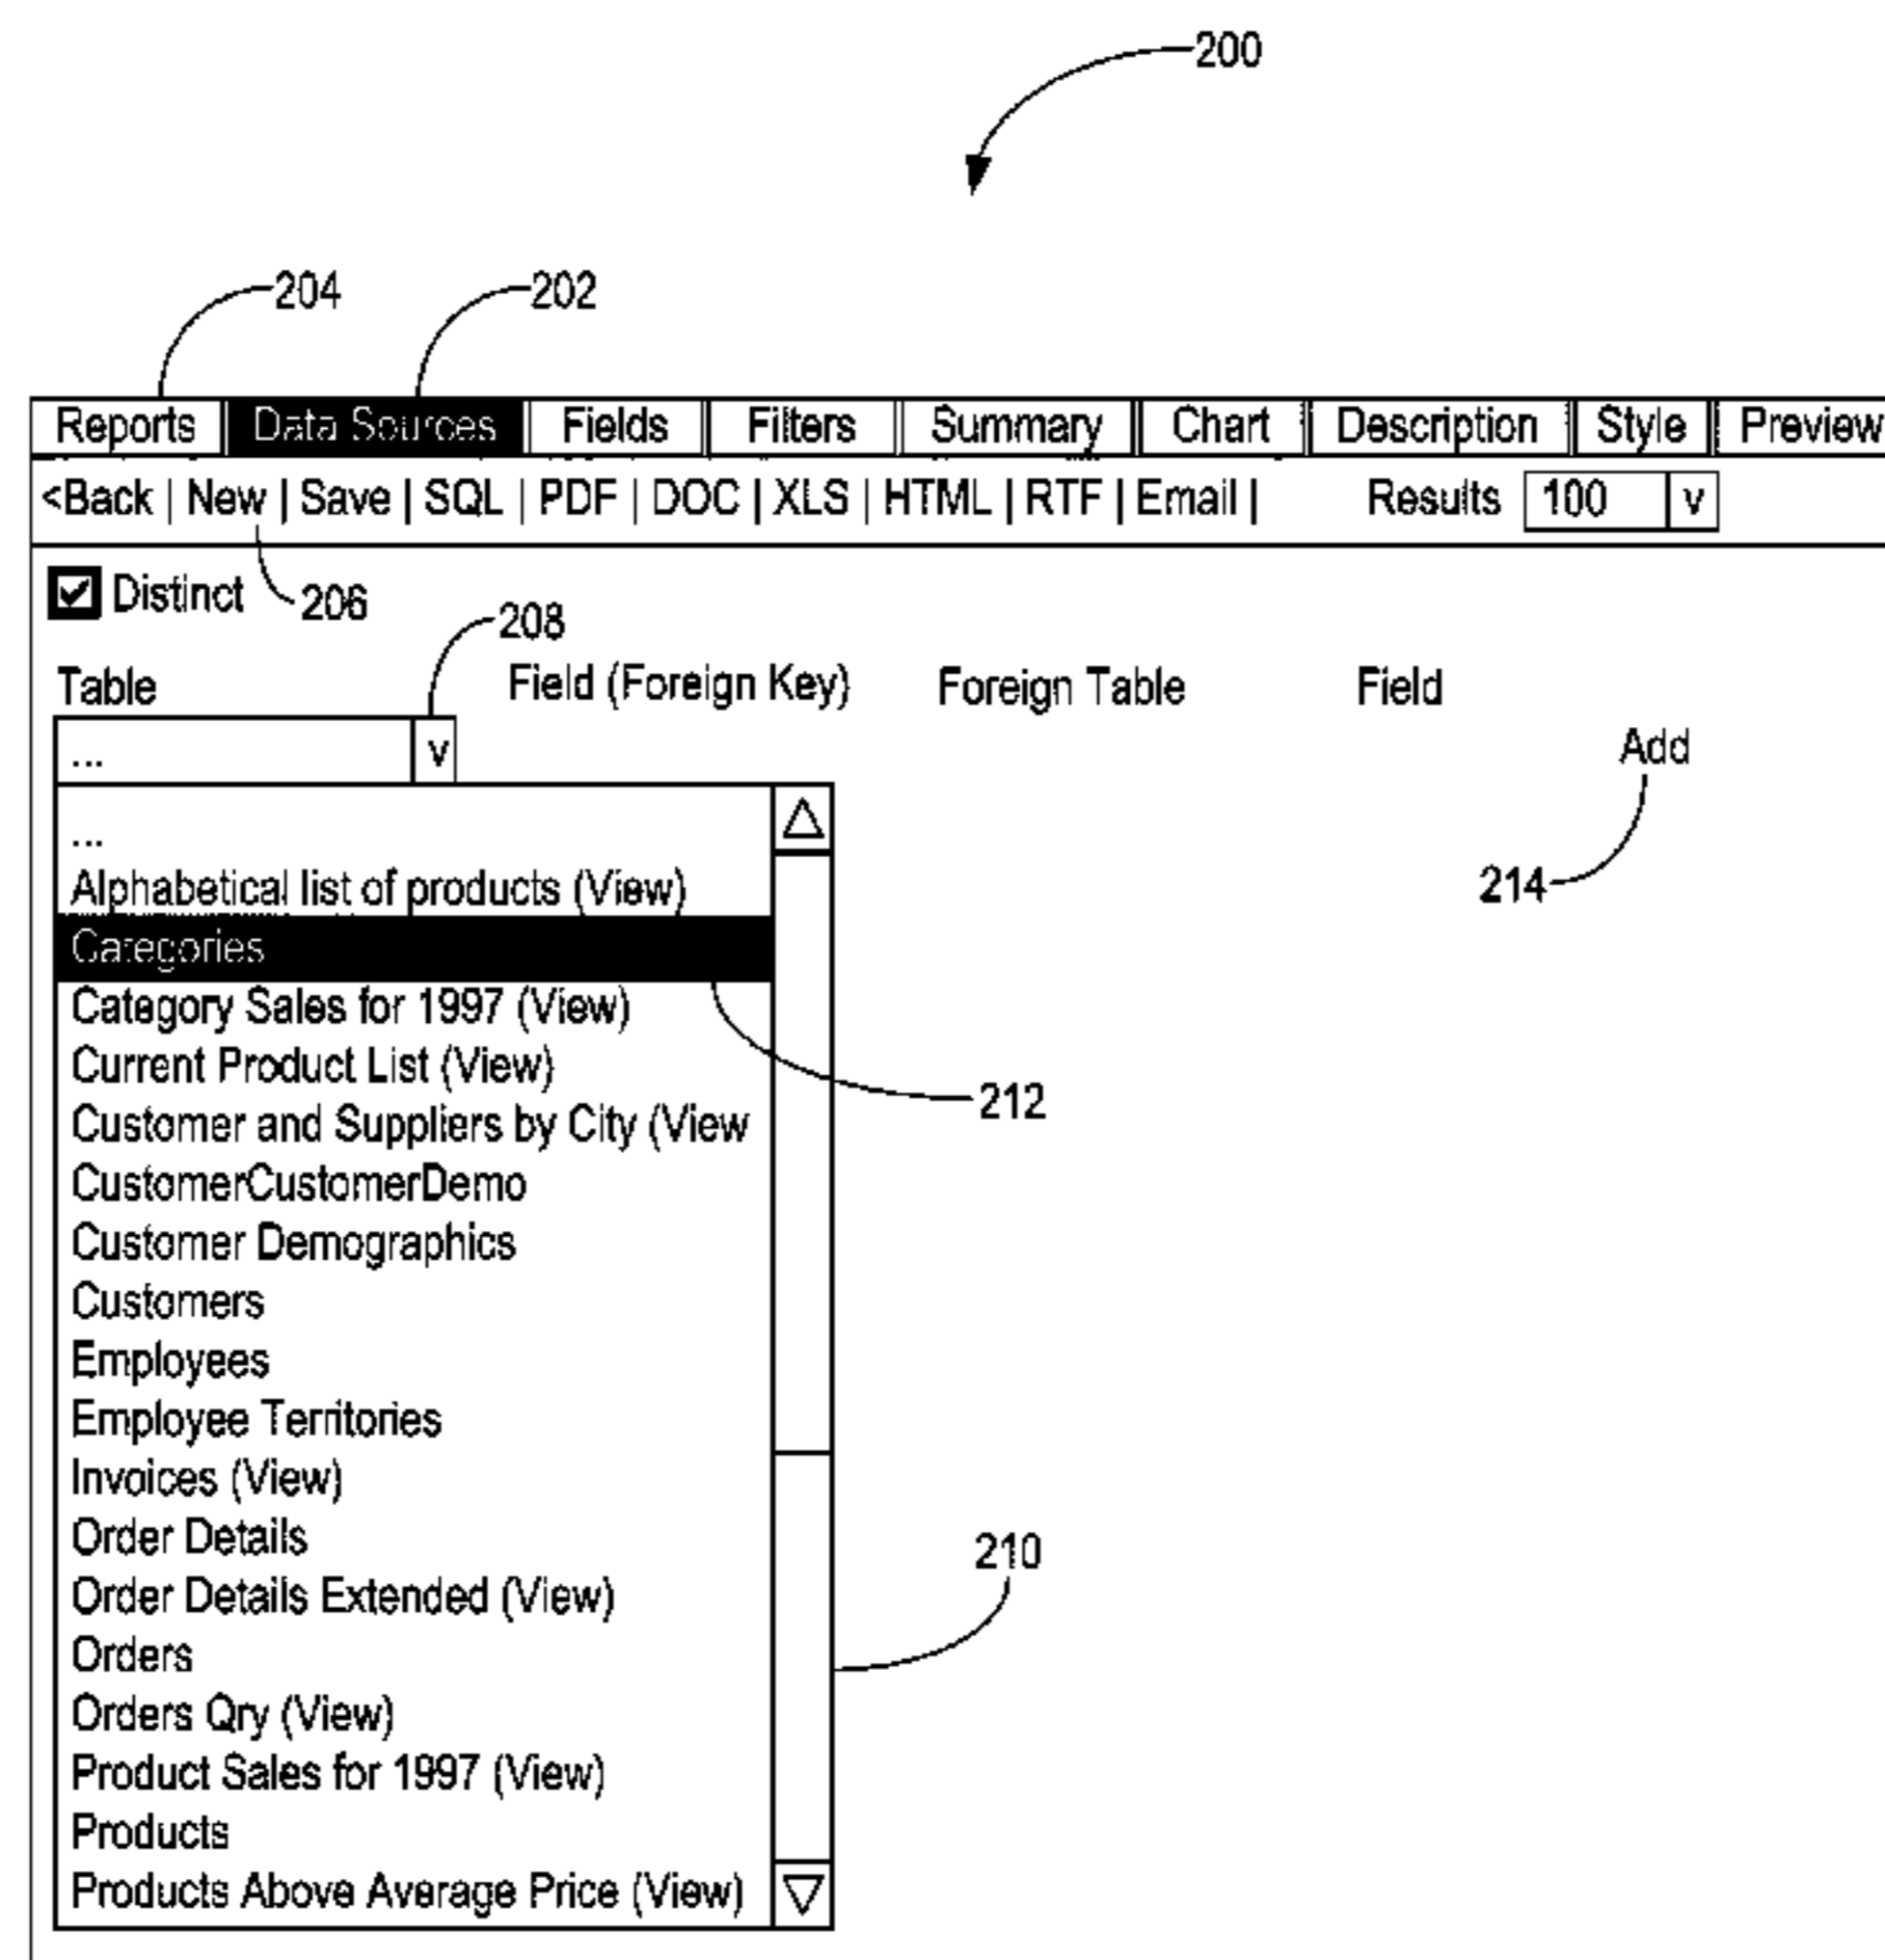 200
204 202
Reports Data Sources Fields Filters Summary Chart Description Style Preview
<Back | New | Save | SQL | PDF | DOC | XLS | HTML | RTF | Email | Results 100 v
Distinct 206
208
Table Field (Foreign Key) Foreign Table Field
... v Add
...
Alphabetical list of products (View) 214
Categories
Category Sales for 1997 (View)
Current Product List (View)
212
Customer and Suppliers by City (View
CustomerCustomerDemo
Customer Demographics
Customers
Employees
Employee Territories
Invoices (View)
Order Details
210
Order Details Extended (View)
Orders
Orders Qry (View)
Product Sales for 1997 (View)
Products
Products Above Average Price (View)